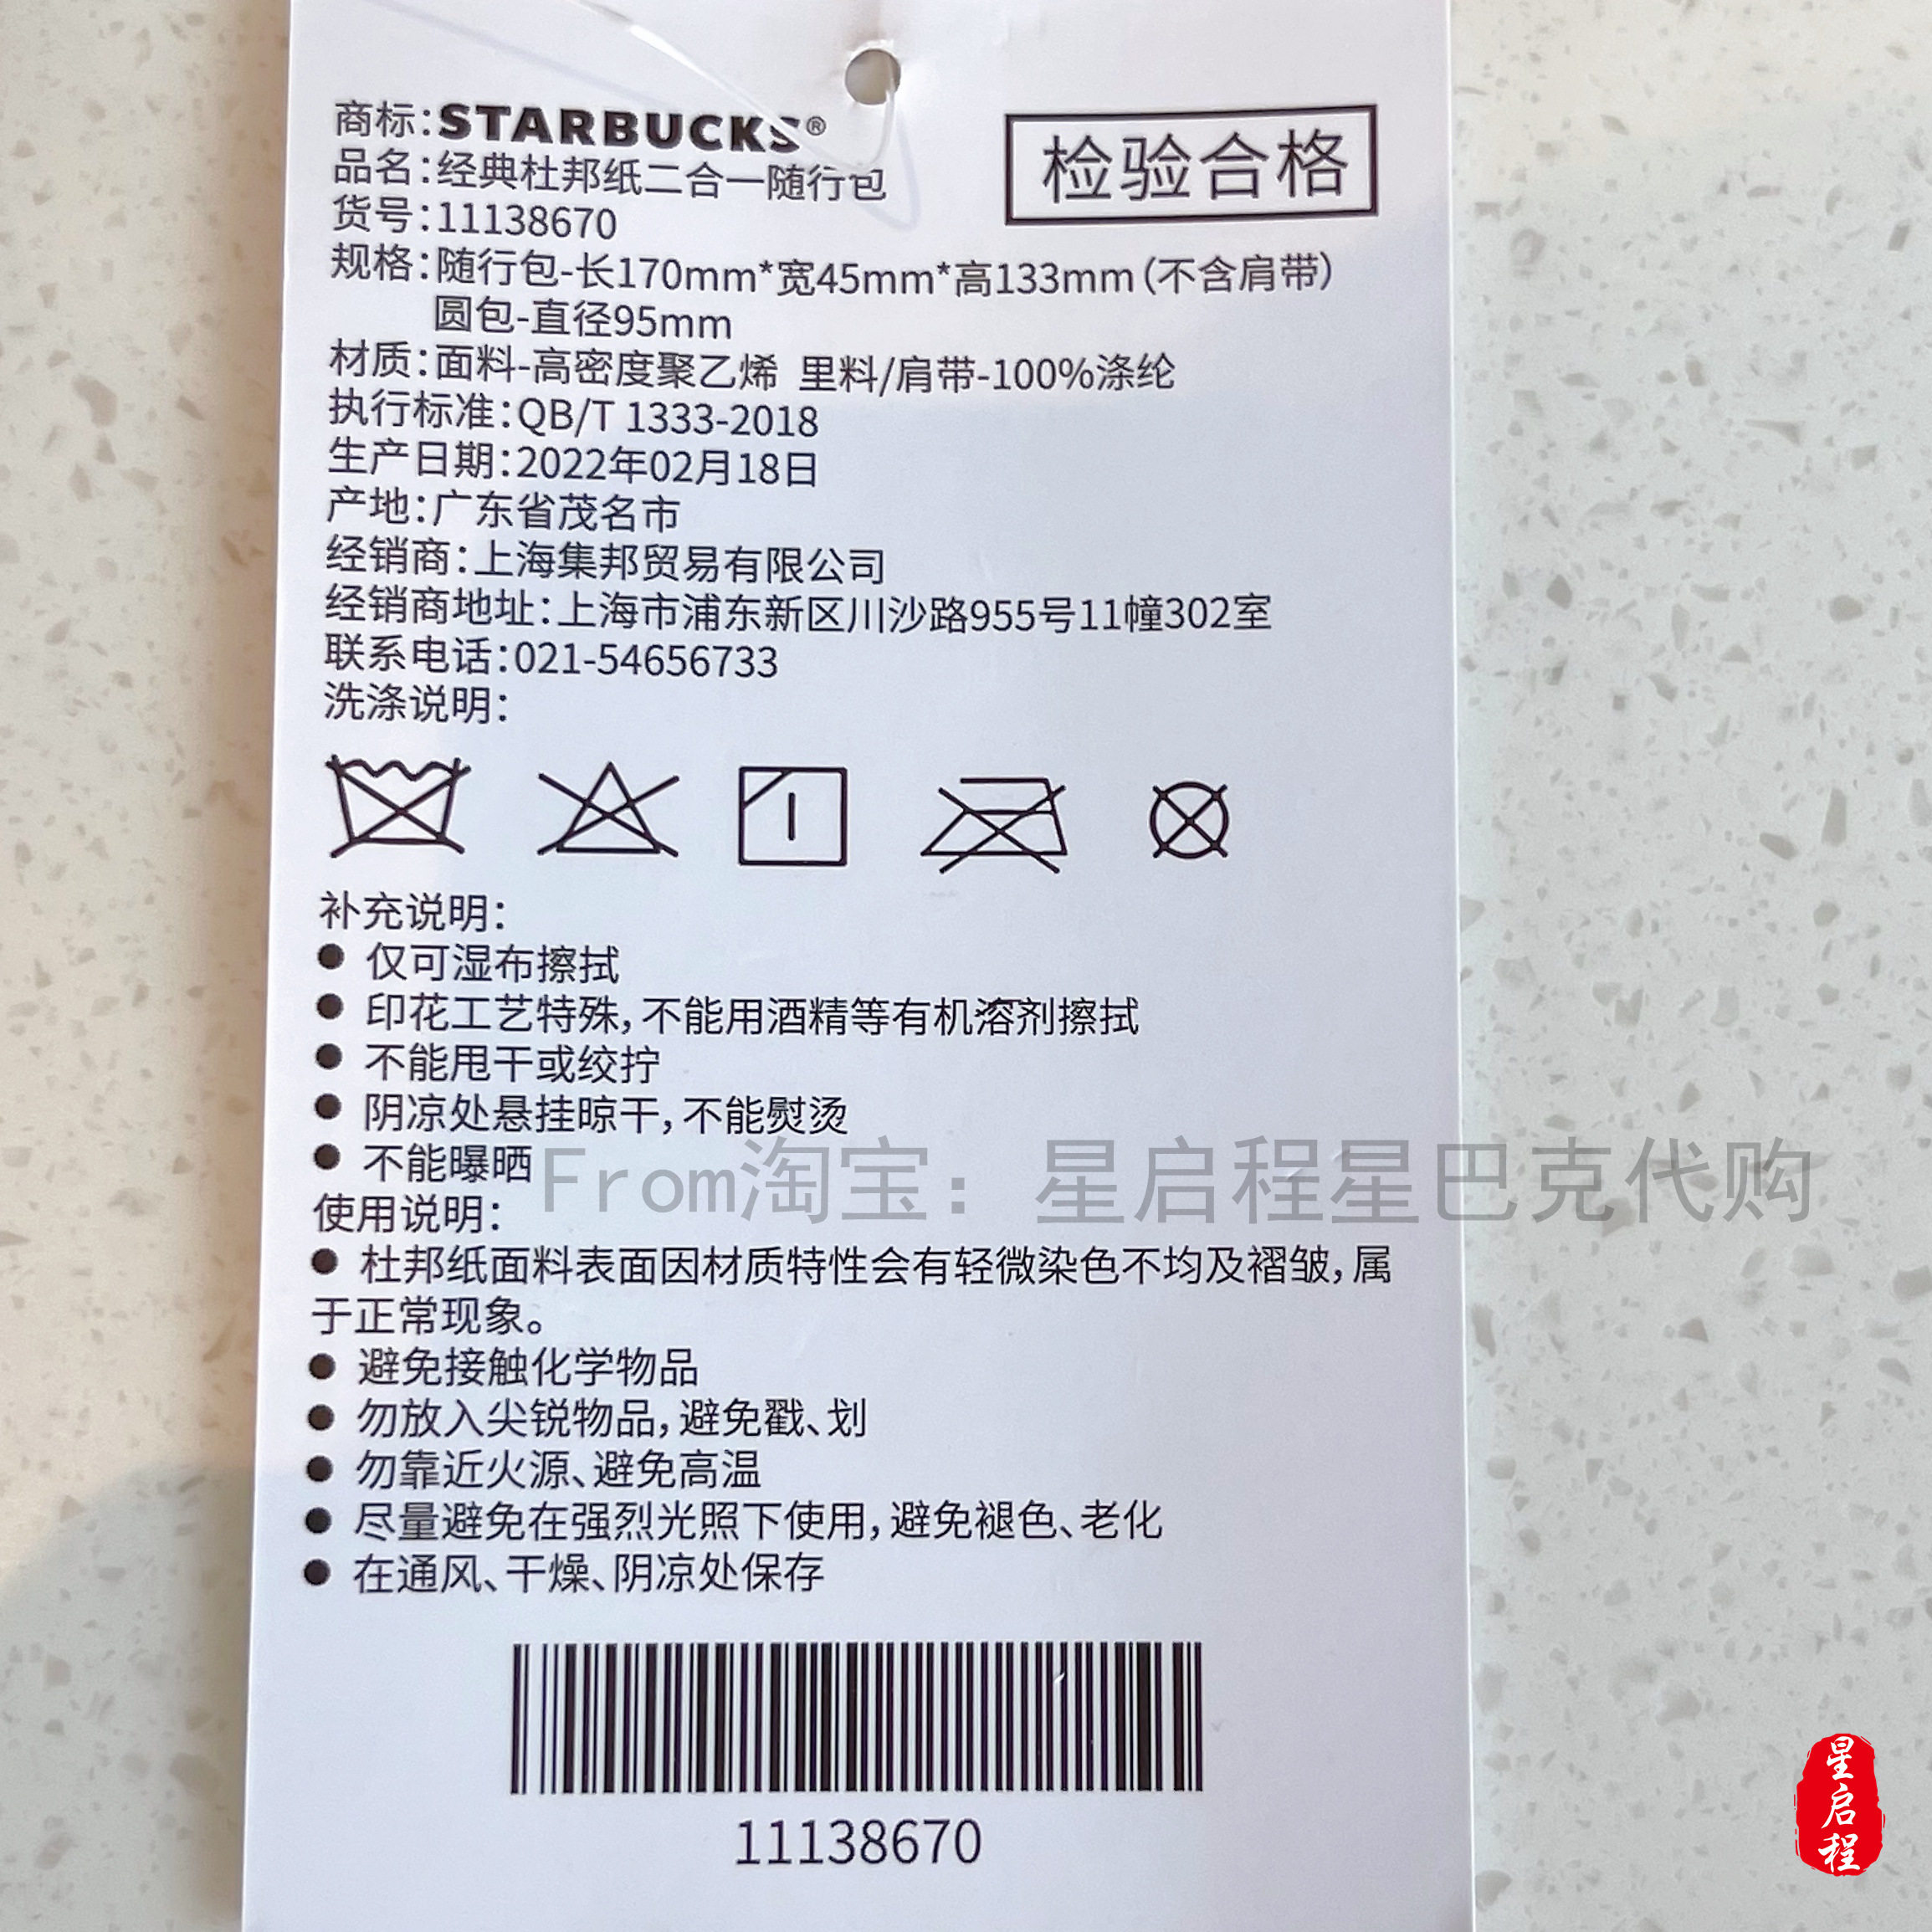 商标:STARBUCKS®
检验合格
品名:经典杜邦纸二合一随行包
货号:11138670
规格:随行包-长170mm*宽45mm*高133mm(不含肩带)
圆包-直径95mm
材质:面料-高密度聚乙烯 里料/肩带-100%涤纶
执行标准:QB/T 1333-2018
生产日期:2022年02月18日
产地:广东省茂名市
经销商:上海集邦贸易有限公司
经销商地址:上海市浦东新区川沙路955号11幢302室
联系电话:021-54656733
洗涤说明:
补充说明:
● 仅可湿布擦拭
● 印花工艺特殊,不能用酒精等有机溶剂擦拭
● 不能甩干或绞拧
● 阴凉处悬挂晾干,不能熨烫
● 不能曝晒
From淘宝：星启程星巴克代购
使用说明:
● 杜邦纸面料表面因材质特性会有轻微染色不均及褶皱,属
于正常现象。
● 避免接触化学物品
● 勿放入尖锐物品,避免戳、划
● 勿靠近火源、避免高温
● 尽量避免在强烈光照下使用,避免褪色、老化
● 在通风、干燥、阴凉处保存
11138670
星启程